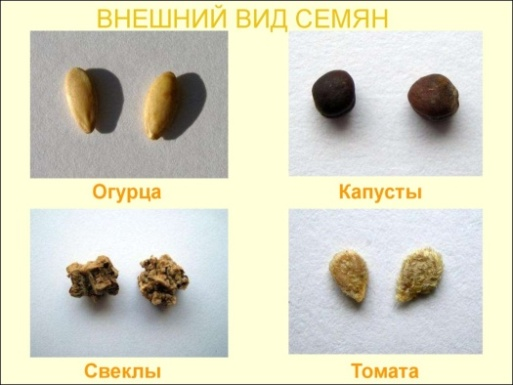 ВНЕШНИЙ ВИД СЕМЯН
Огурца
Капусты
Свеклы
Томата